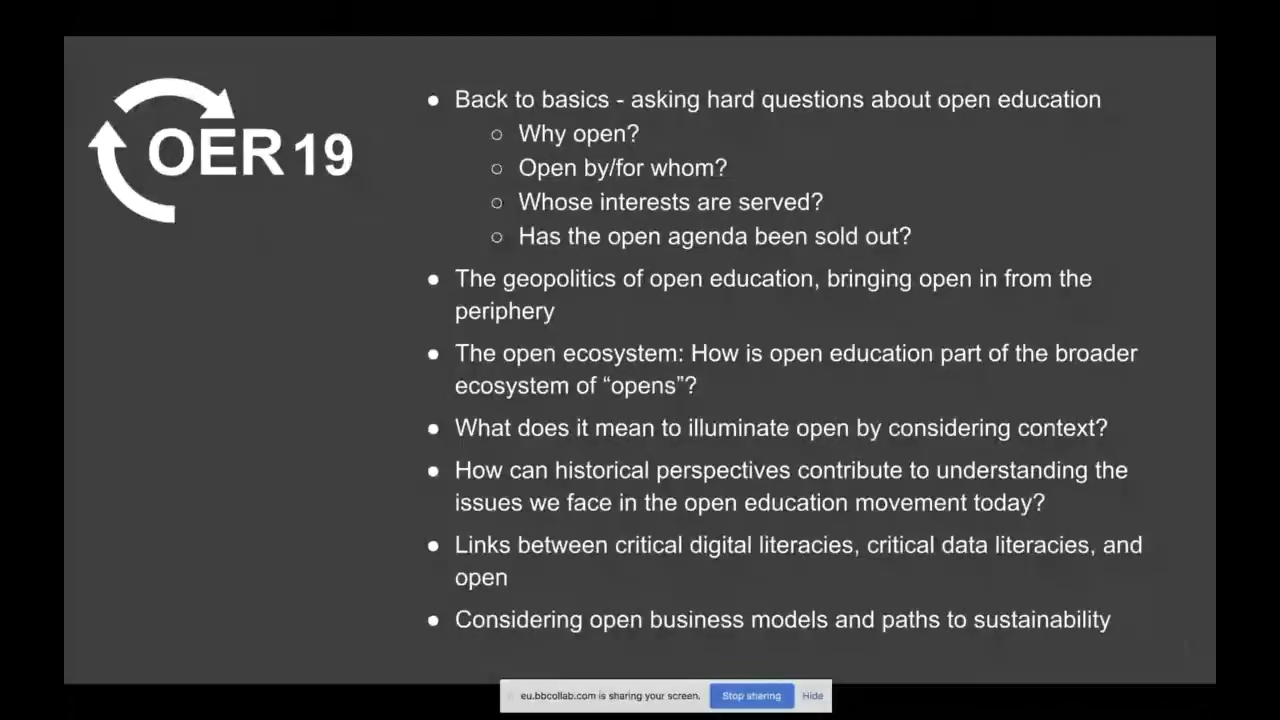 OER19
● Back to basics - asking hard questions about open education
○ Why open?
○ Open by/for whom?
○ Whose interests are served?
○ Has the open agenda been sold out?
● The geopolitics of open education, bringing open in from the
periphery
● The open ecosystem: How is open education part of the broader
ecosystem of “opens”?
● What does it mean to illuminate open by considering context?
● How can historical perspectives contribute to understanding the
issues we face in the open education movement today?
● Links between critical digital literacies, critical data literacies, and
open
● Considering open business models and paths to sustainability
eu.bbcollab.com is sharing your screen. Stop sharing Hide